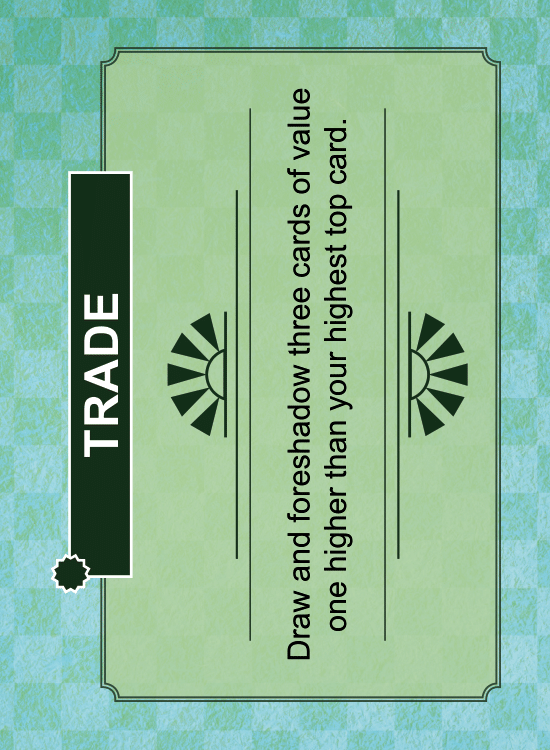 TRADE
Draw and foreshadow three cards of value
one higher than your highest top card.